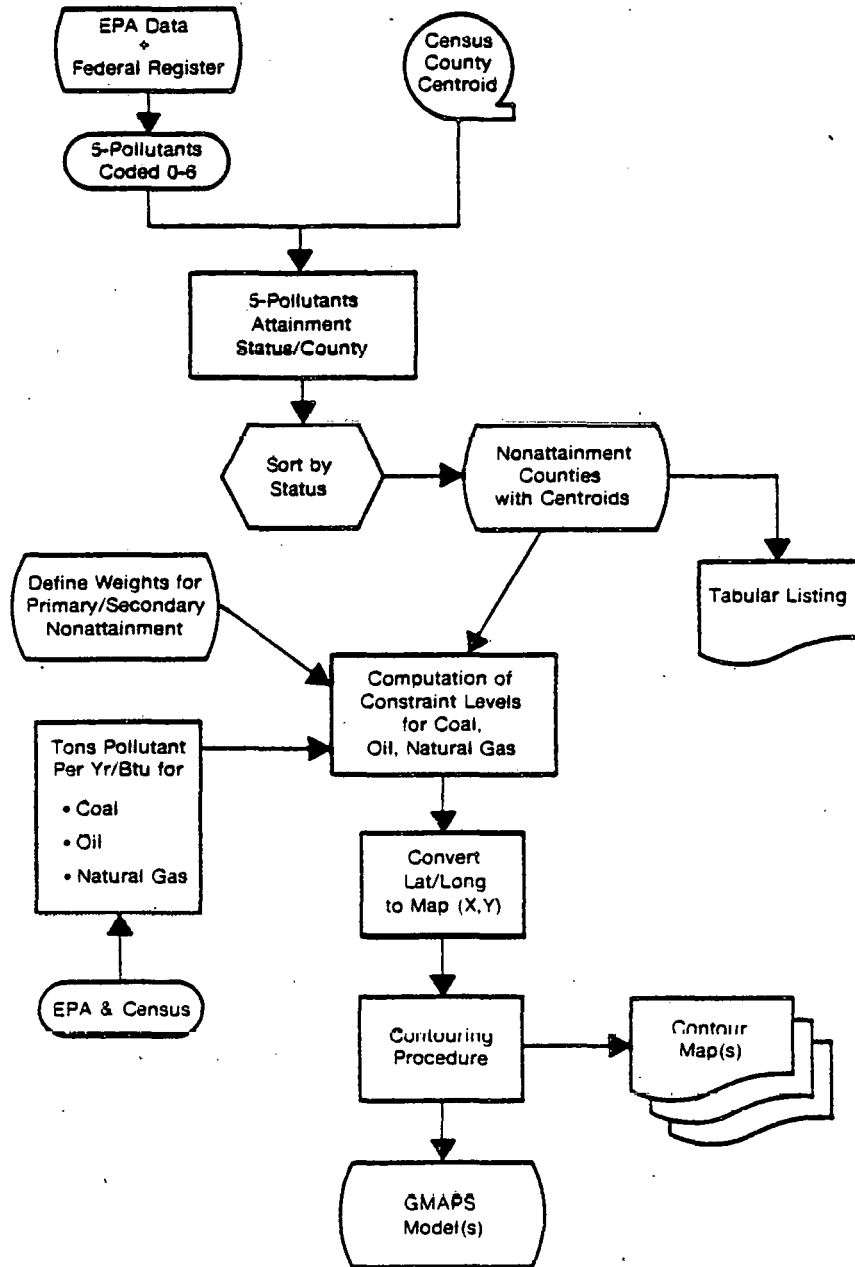 EPA Data
+
Federal Register
Census
County
Centroid
5-Pollutants
Coded 0-6
5-Pollutants
Attainment
Status/County
Sort by
Status
Nonattainment
Counties
with Centroids
Tabular Listing
Define Weights for
Primary/Secondary
Nonattainment
Computation of
Constraint Levels
for Coal,
Oil, Natural Gas
Tons Pollutant
Per Yr/Btu for
• Coal
• Oil
• Natural Gas
Convert
Lat/Long
to Map (X,Y)
EPA & Census
Contouring
Procedure
Contour
Map(s)
GMAPS
Model(s)